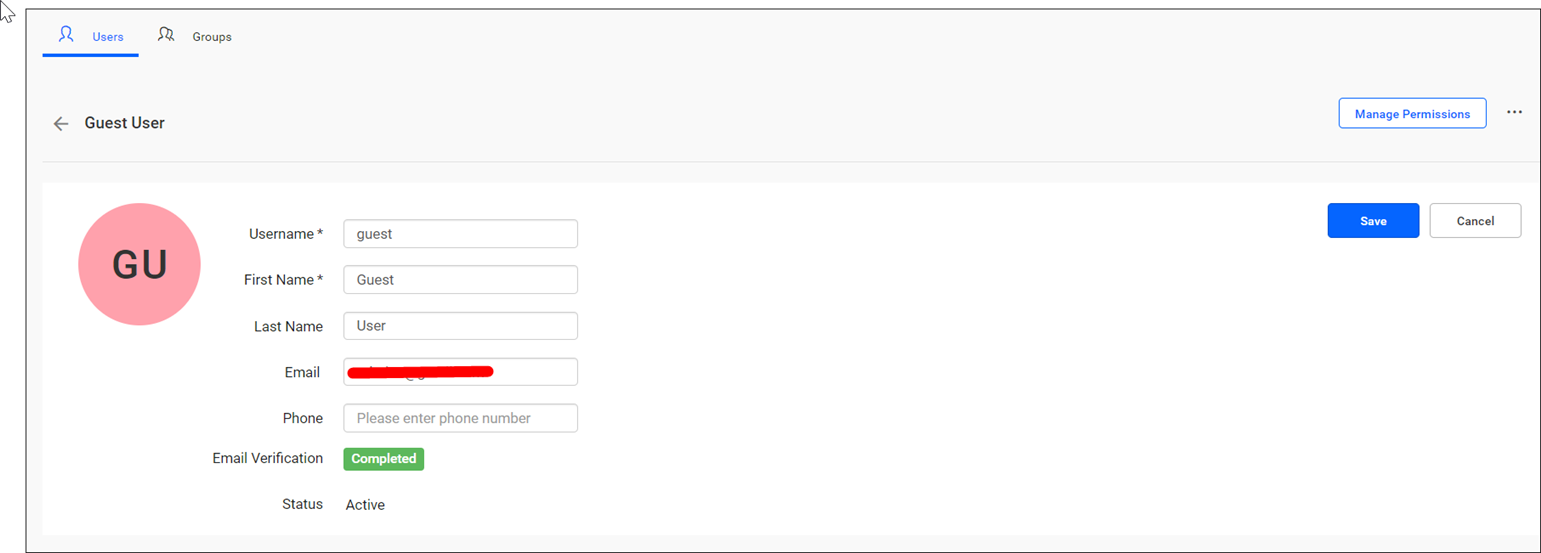 Users Groups
Guest User
Manage Permissions ...
Save Cancel
GU
Username * guest
First Name * Guest
Last Name User
Email
Phone Please enter phone number
Email Verification Completed
Status Active